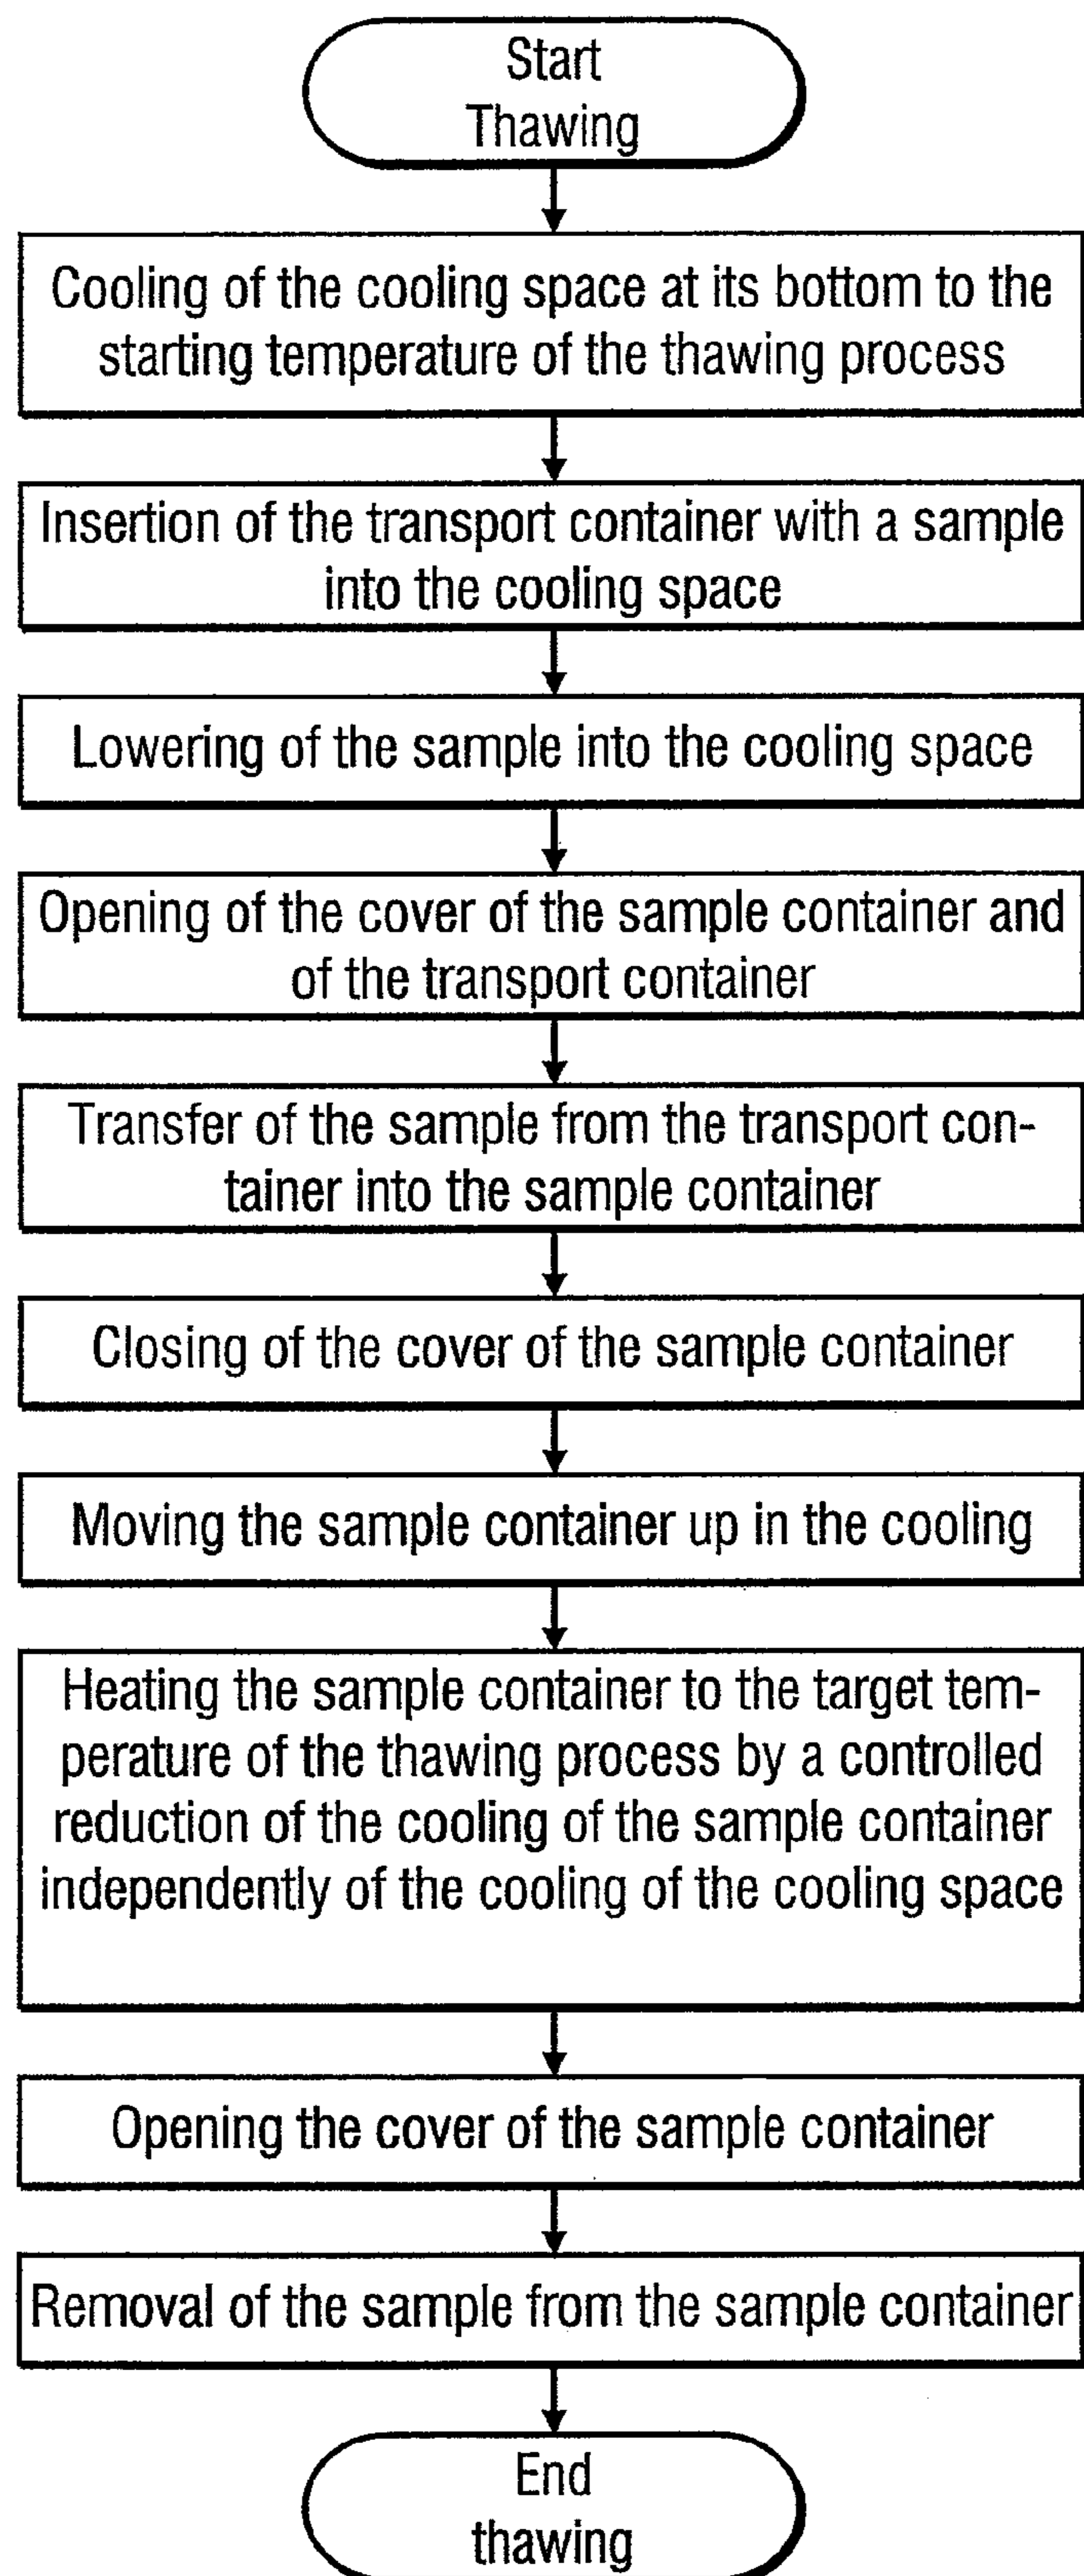 Start
Thawing
Cooling of the cooling space at its bottom to the
starting temperature of the thawing process
Insertion of the transport container with a sample
into the cooling space
Lowering of the sample into the cooling space
Opening of the cover of the sample container and
of the transport container
Transfer of the sample from the transport con-
tainer into the sample container
Closing of the cover of the sample container
Moving the sample container up in the cooling
Heating the sample container to the target tem-
perature of the thawing process by a controlled
reduction of the cooling of the sample container
independently of the cooling of the cooling space
Opening the cover of the sample container
Removal of the sample from the sample container
End
thawing